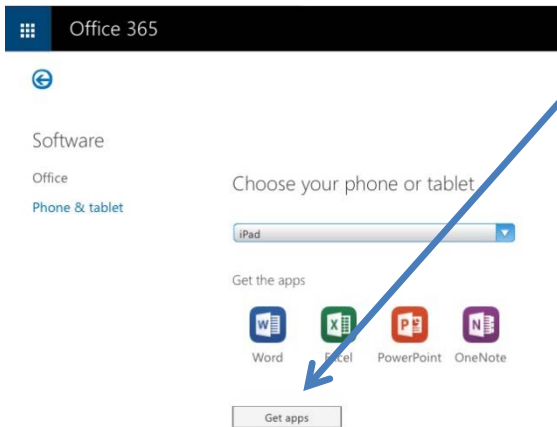 Office 365
Software
Office
Phone & tablet
Choose your phone or tablet
iPad
Get the apps
Word Excel PowerPoint OneNote
Get apps